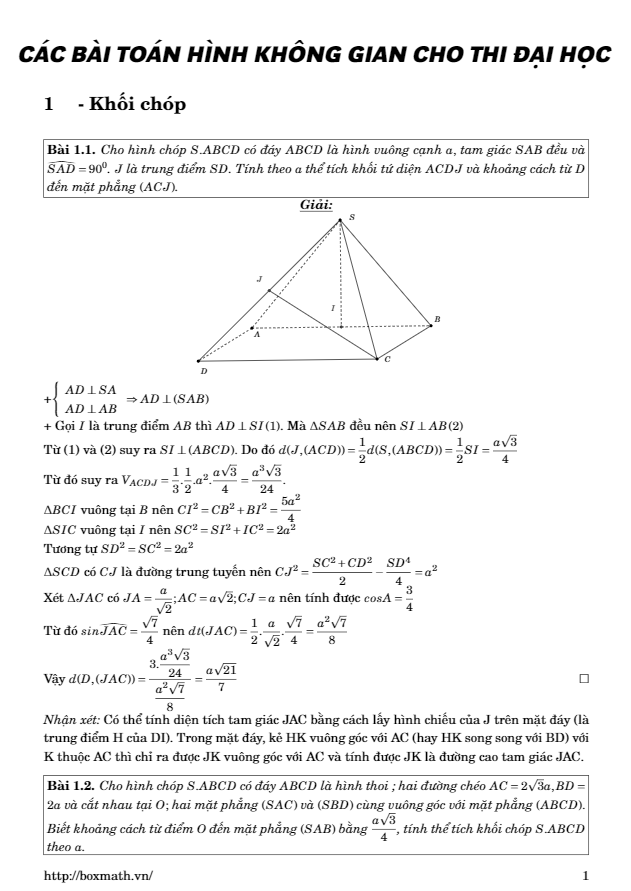 CÁC BÀI TOÁN HÌNH KHÔNG GIAN CHO THI ĐẠI HỌC
1 - Khối chóp
Bài 1.1. Cho hình chóp S.ABCD có đáy ABCD là hình vuông cạnh a, tam giác SAB đều và
$\widehat{SAD} = 90^0$. J là trung điểm SD. Tính theo a thể tích khối tứ diện ACDJ và khoảng cách từ D
đến mặt phẳng (ACJ).
Giải:
S
J
I
B
A
C
D
+ $\begin{cases} AD \perp SA \\ AD \perp AB \end{cases} \Rightarrow AD \perp (SAB)$
+ Gọi I là trung điểm AB thì AD ⊥ SI(1). Mà ΔSAB đều nên SI ⊥ AB(2)
Từ (1) và (2) suy ra SI ⊥ (ABCD). Do đó $d(J,(ACD)) = \frac{1}{2}d(S,(ABCD)) = \frac{1}{2}SI = \frac{a\sqrt{3}}{4}$
Từ đó suy ra $V_{ACDJ} = \frac{1}{3}.\frac{1}{2}.a^2.\frac{a\sqrt{3}}{4} = \frac{a^3\sqrt{3}}{24}.$
ΔBCI vuông tại B nên $CI^2 = CB^2 + BI^2 = \frac{5a^2}{4}$
ΔSIC vuông tại I nên $SC^2 = SI^2 + IC^2 = 2a^2$
Tương tự $SD^2 = SC^2 = 2a^2$
ΔSCD có CJ là đường trung tuyến nên $CJ^2 = \frac{SC^2 + CD^2}{2} - \frac{SD^4}{4} = a^2$
Xét ΔJAC có $JA = \frac{a}{\sqrt{2}}; AC = a\sqrt{2}; CJ = a$ nên tính được $cosA = \frac{3}{4}$
Từ đó $sin\widehat{JAC} = \frac{\sqrt{7}}{4}$ nên $dt(JAC) = \frac{1}{2}.\frac{a}{\sqrt{2}}.\frac{\sqrt{7}}{4} = \frac{a^2\sqrt{7}}{8}$
Vậy $d(D,(JAC)) = \frac{3.\frac{a^3\sqrt{3}}{24}}{\frac{a^2\sqrt{7}}{8}} = \frac{a\sqrt{21}}{7}$ □
Nhận xét: Có thể tính diện tích tam giác JAC bằng cách lấy hình chiếu của J trên mặt đáy (là
trung điểm H của DI). Trong mặt đáy, kẻ HK vuông góc với AC (hay HK song song với BD) với
K thuộc AC thì chỉ ra được JK vuông góc với AC và tính được JK là đường cao tam giác JAC.
Bài 1.2. Cho hình chóp S.ABCD có đáy ABCD là hình thoi ; hai đường chéo AC = $2\sqrt{3}a$, BD =
2a và cắt nhau tại O; hai mặt phẳng (SAC) và (SBD) cùng vuông góc với mặt phẳng (ABCD).
Biết khoảng cách từ điểm O đến mặt phẳng (SAB) bằng $\frac{a\sqrt{3}}{4}$, tính thể tích khối chóp S.ABCD
theo a.
http://boxmath.vn/ 1